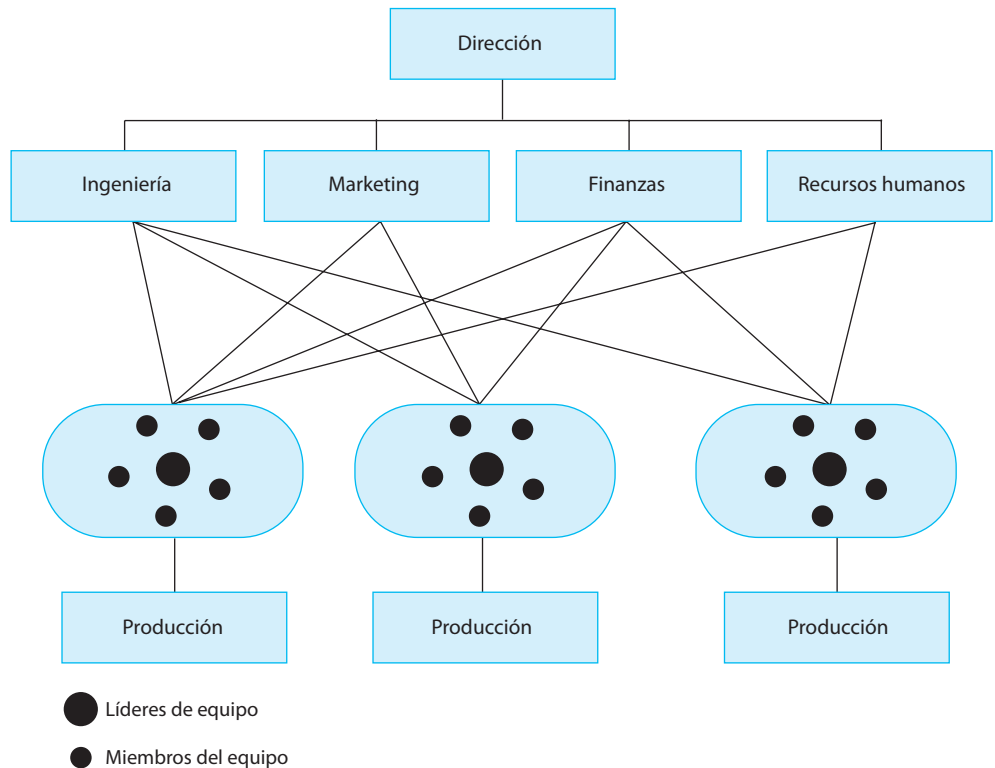 Dirección
Ingeniería
Marketing
Finanzas
Recursos humanos
Producción
Producción
Producción
Líderes de equipo
Miembros del equipo